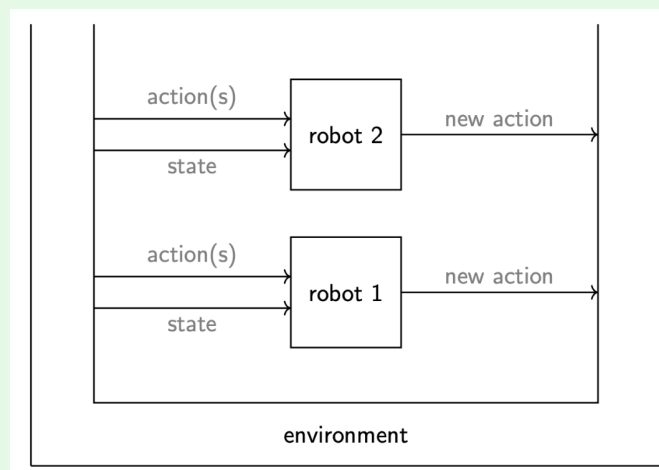 action(s)
robot 2
new action
state
action(s)
robot 1
new action
state
environment